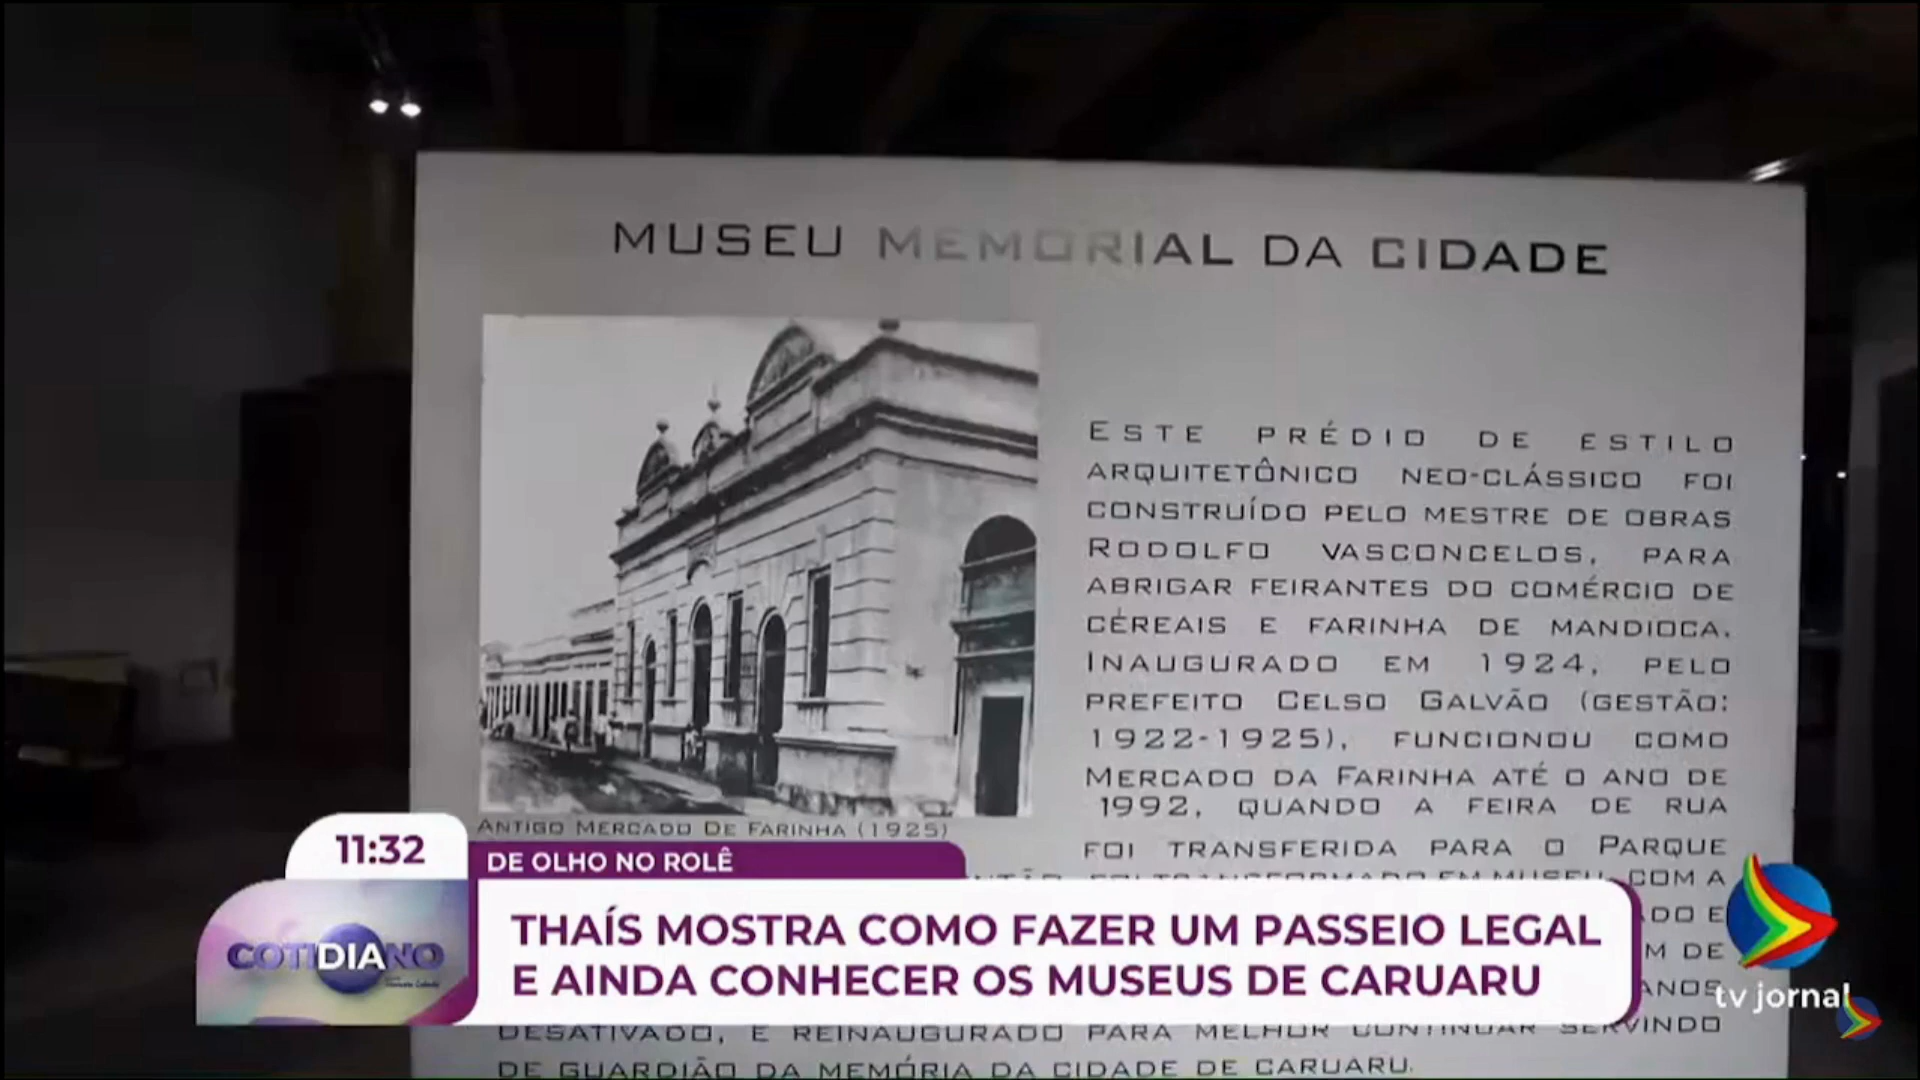 MUSEU MEMORIAL DA CIDADE
ESTE PRÉDIO DE ESTILO
ARQUITETÔNICO NEO-CLÁSSICO FOI
CONSTRUÍDO PELO MESTRE DE OBRAS
RODOLFO VASCONCELOS, PARA
ABRIGAR FEIRANTES DO COMÉRCIO DE
CÉREAIS E FARINHA DE MANDIOCA.
INAUGURADO EM 1924, PELO
PREFEITO CELSO GALVÃO (GESTÃO:
1922-1925), FUNCIONOU COMO
MERCADO DA FARINHA ATÉ O ANO DE
1992, QUANDO A FEIRA DE RUA
FOI TRANSFERIDA PARA O PARQUE
COM A
E
DE
ANOS
DESATIVADO, E REINAUGURADO PARA MELHOR CONTINUAR SERVINDO
DE GUARDIÃO DA MEMÓRIA DA CIDADE DE CARUARU.
ANTIGO MERCADO DE FARINHA (1925)
11:32
DE OLHO NO ROLÊ
COTIDIANO
THAÍS MOSTRA COMO FAZER UM PASSEIO LEGAL
E AINDA CONHECER OS MUSEUS DE CARUARU
tv jornal